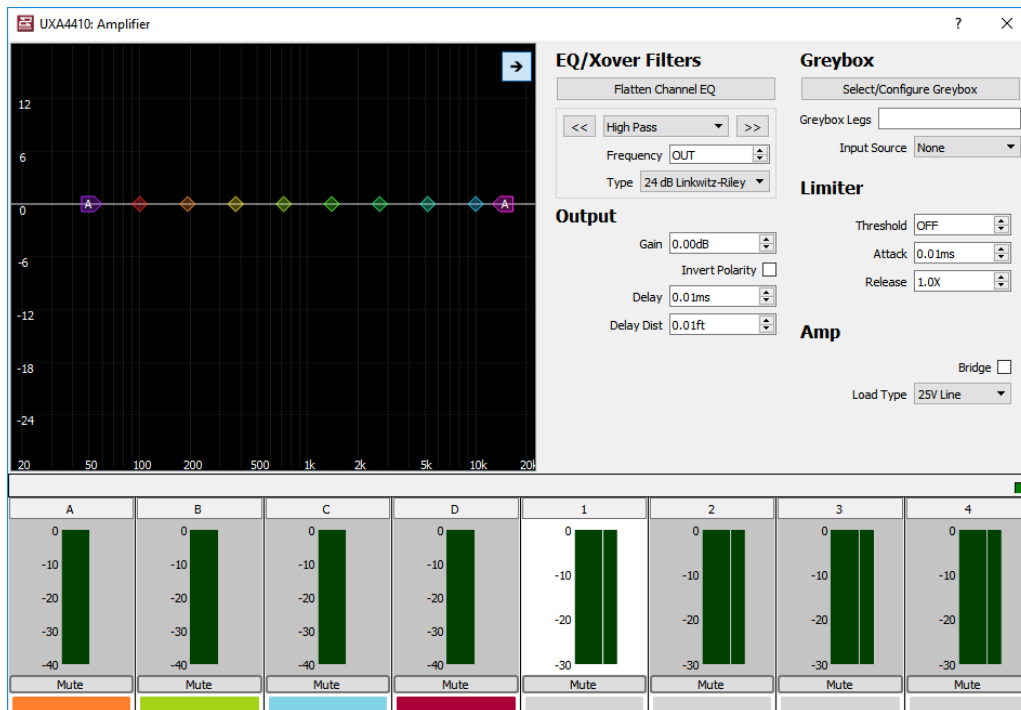 UXA4410: Amplifier
? ×
12
6
0
-6
-12
-18
-24
A A
20 50 100 200 500 1k 2k 5k 10k 20k
EQ/Xover Filters
Flatten Channel EQ
<< High Pass >>
Frequency OUT
Type 24 dB Linkwitz-Riley
Output
Gain 0.00dB
Invert Polarity
Delay 0.01ms
Delay Dist 0.01ft
Greybox
Select/Configure Greybox
Greybox Legs
Input Source None
Limiter
Threshold OFF
Attack 0.01ms
Release 1.0X
Amp
Bridge
Load Type 25V Line
A B C D 1 2 3 4
0 0 0 0 0 0 0 0
-10 -10 -10 -10 -10 -10 -10 -10
-20 -20 -20 -20 -20 -20 -20 -20
-30 -30 -30 -30 -30 -30 -30 -30
-40 -40 -40 -40
Mute Mute Mute Mute Mute Mute Mute Mute